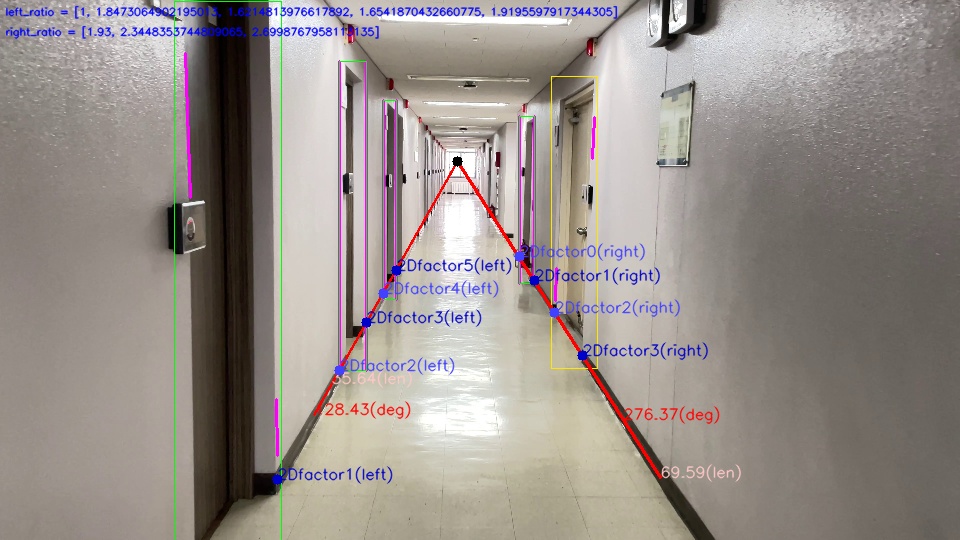 left_ratio = [1, 1.8473064902195013, 1.6214813976617892, 1.6541870432660775, 1.9195597917344305]
right_ratio = [1.93, 2.3448353744809085, 2.6998767958113135]
2Dfactor0(right)
2Dfactor5(left)
2Dfactor1(right)
2Dfactor4(left)
2Dfactor2(right)
2Dfactor3(left)
2Dfactor3(right)
2Dfactor2(left)
35.64(len)
28.43(deg)
276.37(deg)
69.59(len)
2Dfactor1(left)